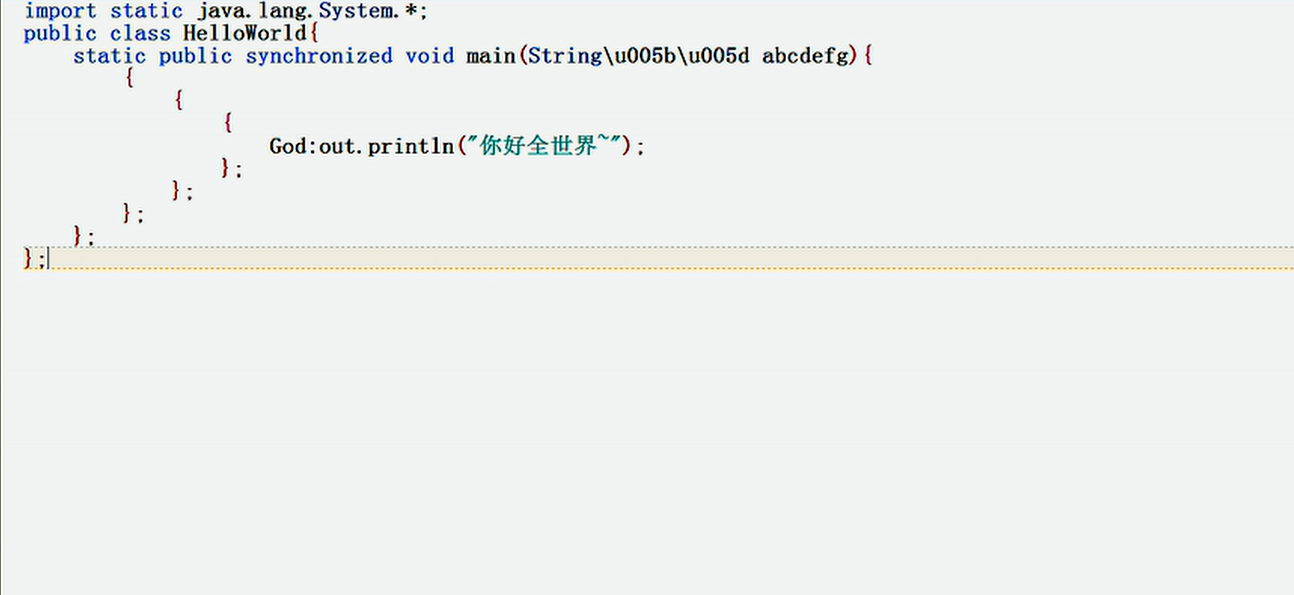 import static java.lang.System.*;
public class HelloWorld{
static public synchronized void main(String\u005b\u005d abcdefg){
{
{
{
God:out.println("你好全世界~");
};
};
};
};
};